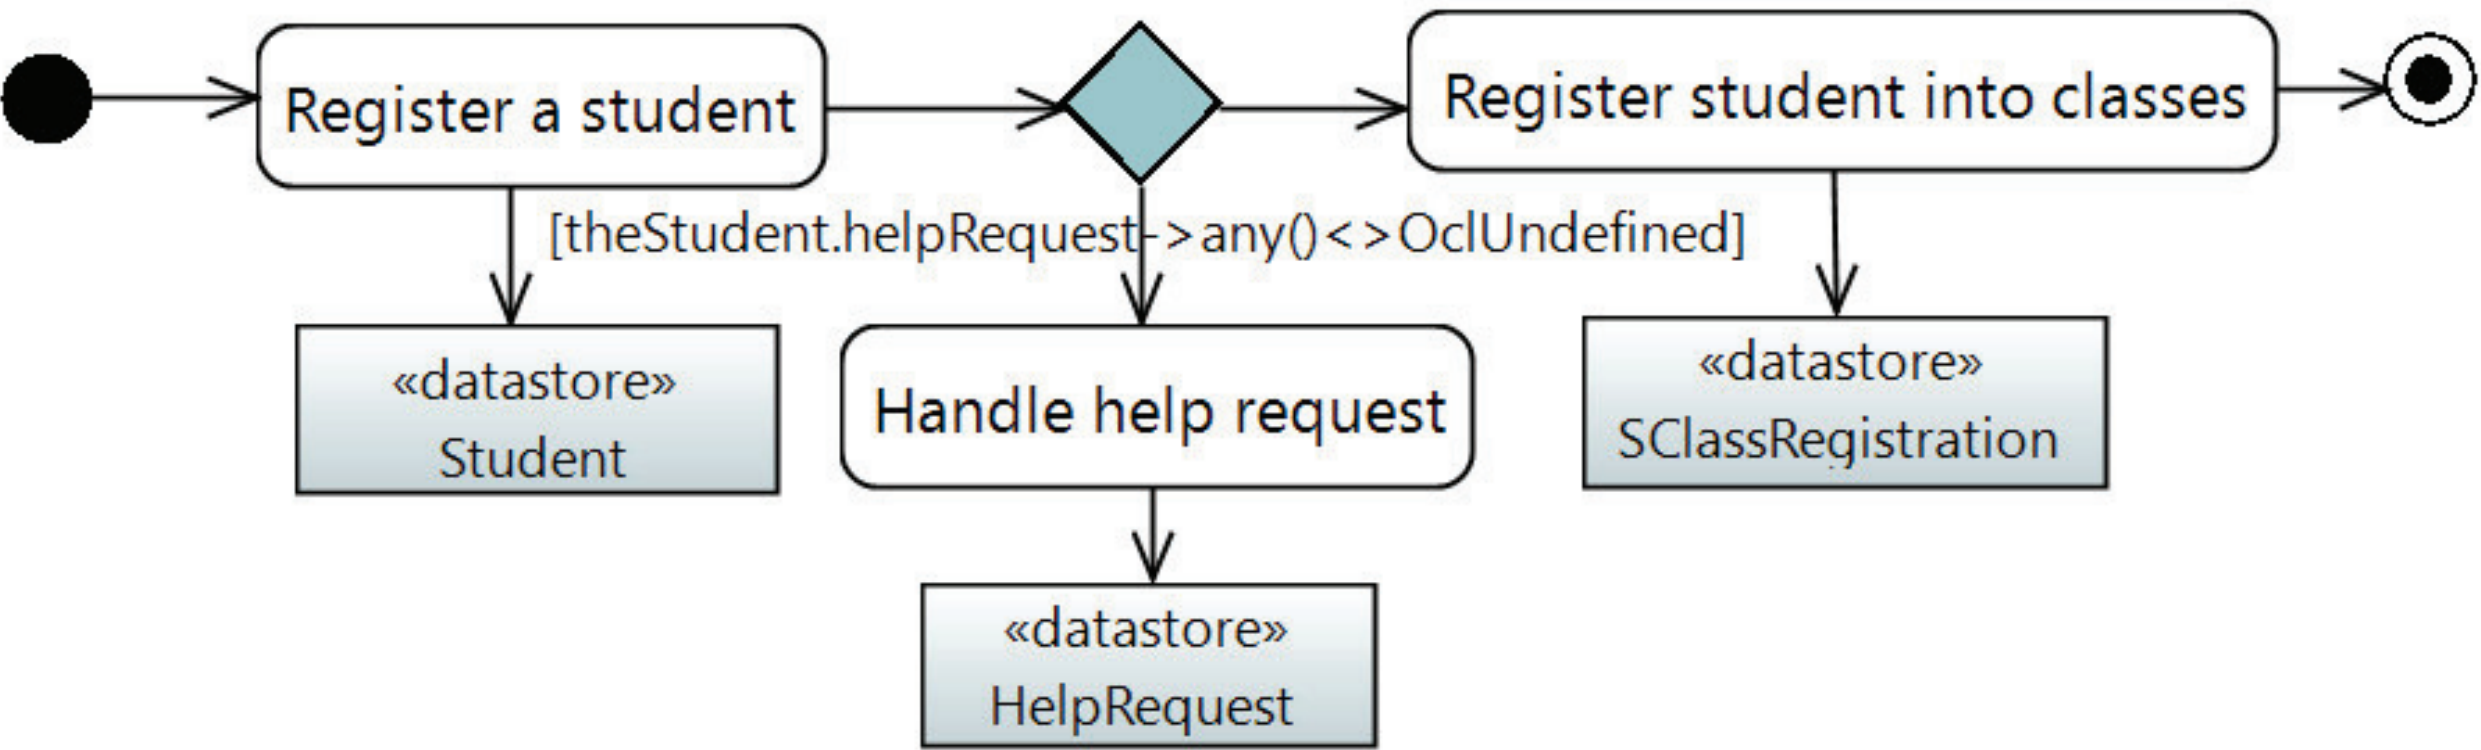 Register a student
Register student into classes
[theStudent.helpRequest->any()<>OclUndefined]
«datastore»
Student
Handle help request
«datastore»
SClassRegistration
«datastore»
HelpRequest